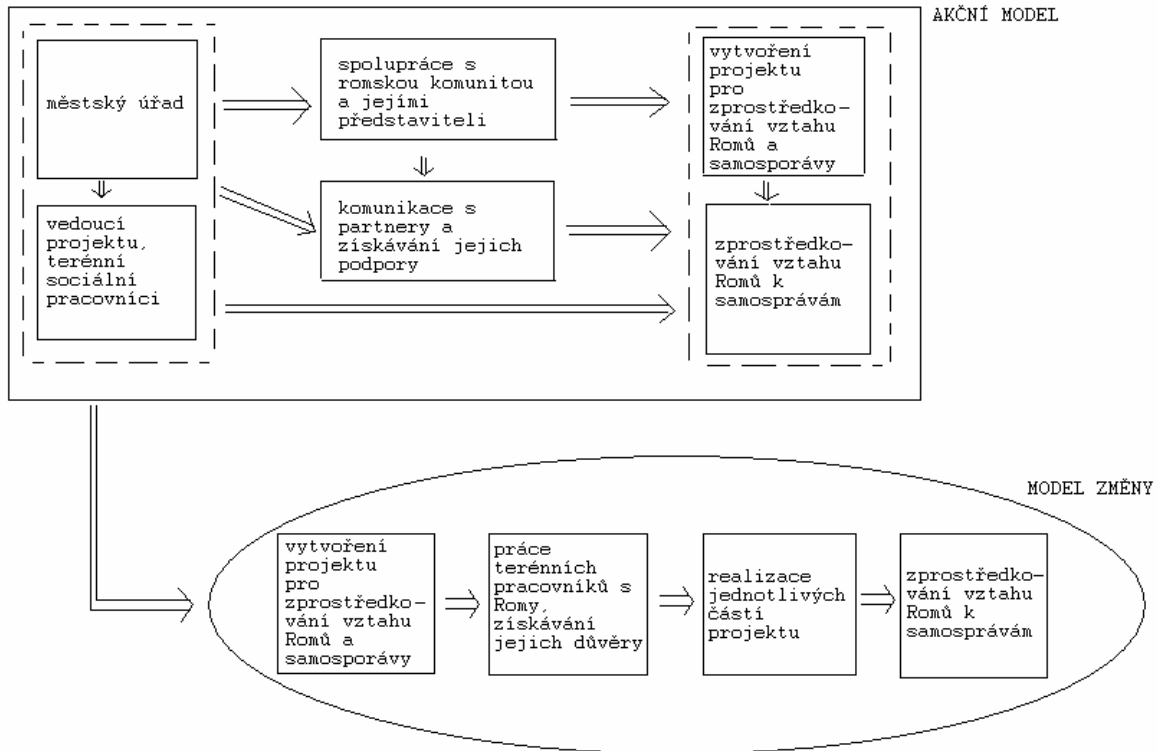 AKČNÍ MODEL
městský úřad
vedoucí
projektu,
terénní
sociální
pracovníci
spolupráce s
romskou komunitou
a jejími
představiteli
komunikace s
partnery a
získávání jejich
podpory
vytvoření
projektu
pro
zprostředko-
vání vztahu
Romů a
samosporávy
zprostředko-
vání vztahu
Romů k
samosprávám
MODEL ZMĚNY
vytvoření
projektu
pro
zprostředko-
vání vztahu
Romů a
samosporávy
práce
terénních
pracovníků s
Romy,
získávání
jejich důvěry
realizace
jednotlivých
částí
projektu
zprostředko-
vání vztahu
Romů k
samosprávám